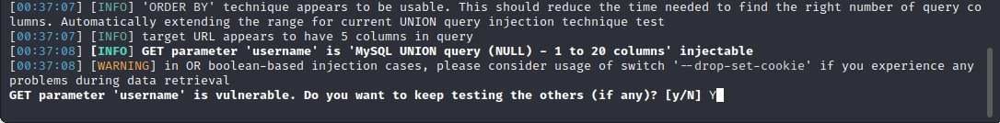 [00:37:07] [INFO] 'ORDER BY' technique appears to be usable. This should reduce the time needed to find the right number of query co
lumns. Automatically extending the range for current UNION query injection technique test
[00:37:07] [INFO] target URL appears to have 5 columns in query
[00:37:08] [INFO] GET parameter 'username' is 'MySQL UNION query (NULL) - 1 to 20 columns' injectable
[00:37:08] [WARNING] in OR boolean-based injection cases, please consider usage of switch '--drop-set-cookie' if you experience any
problems during data retrieval
GET parameter 'username' is vulnerable. Do you want to keep testing the others (if any)? [y/N] Y